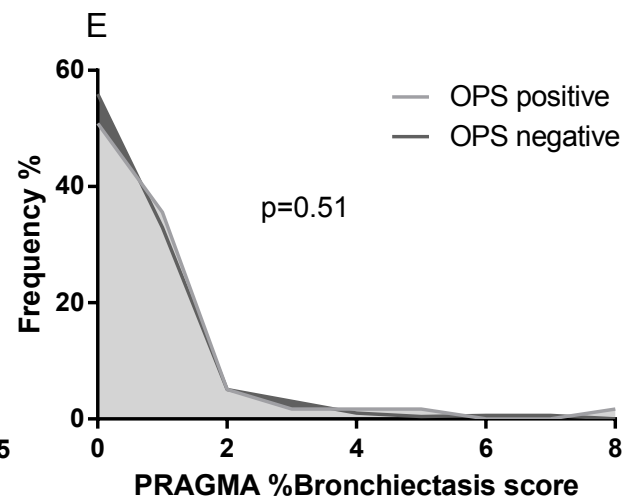 E
60
40
20
0
Frequency %
OPS positive
OPS negative
p=0.51
5
0 2 4 6 8
PRAGMA %Bronchiectasis score